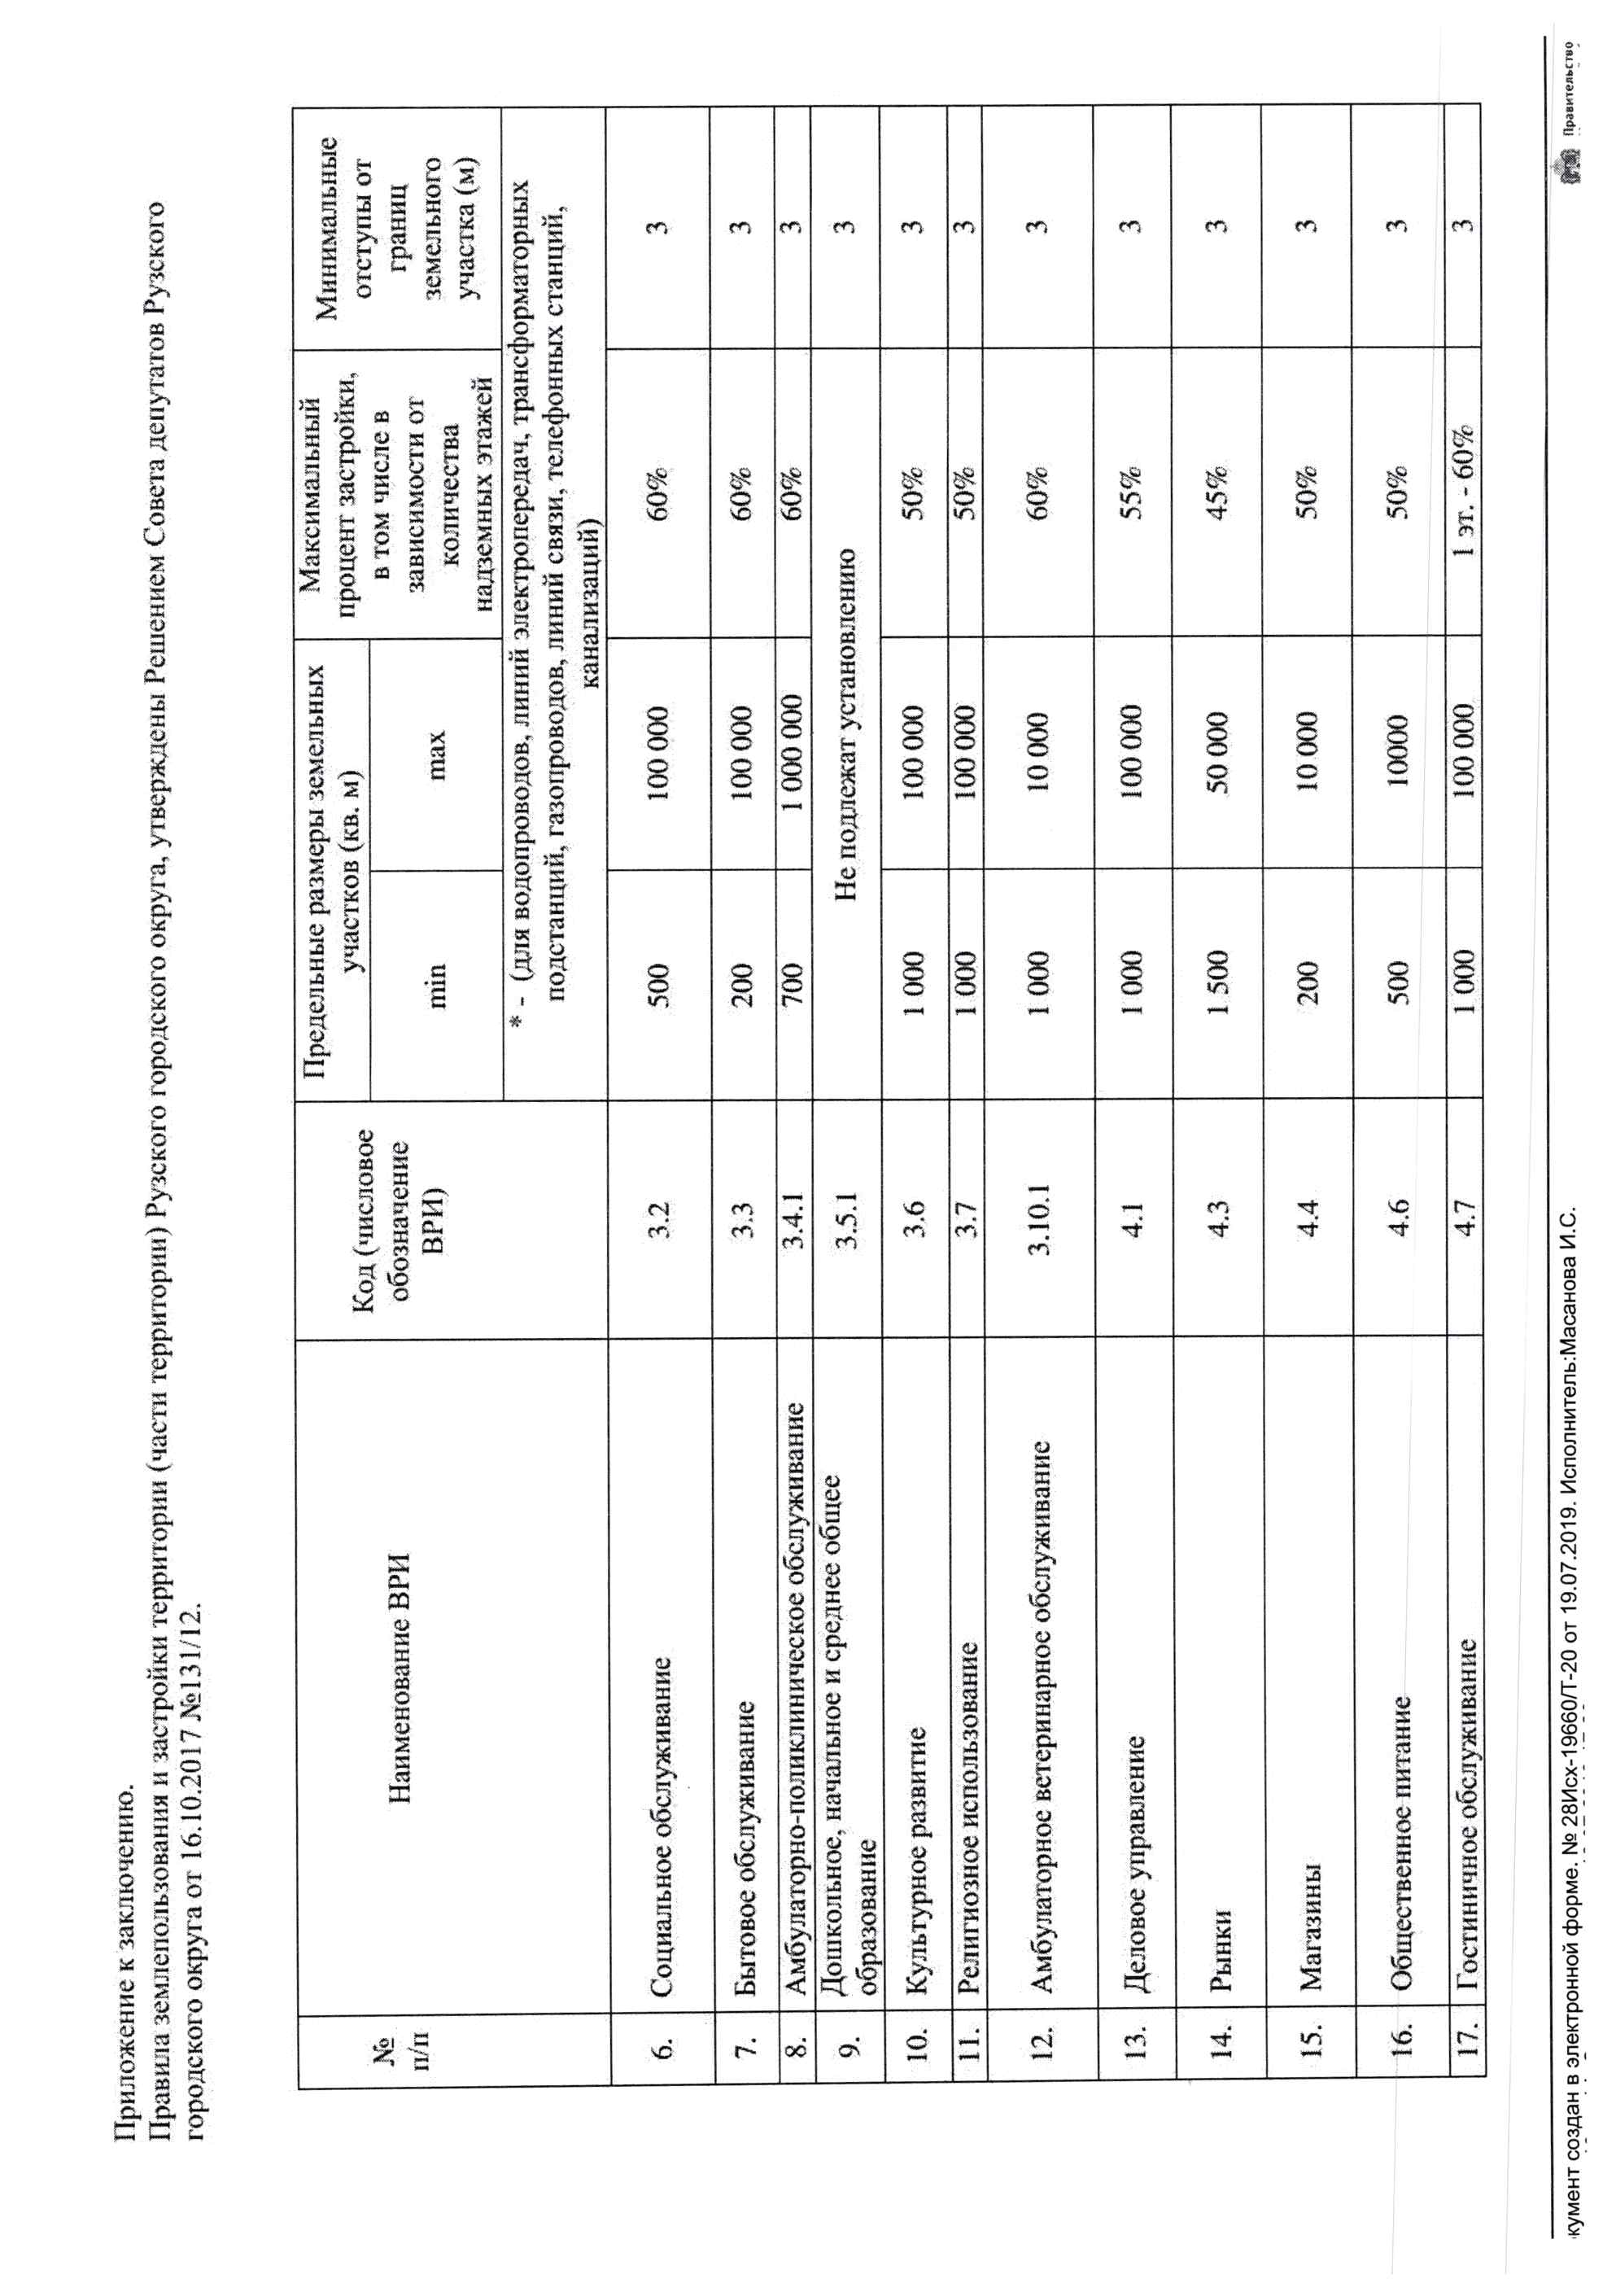 Приложение к заключению.
Правила землепользования и застройки территории (части территории) Рузского городского округа, утверждены Решением Совета депутатов Рузского
городского округа от 16.10.2017 №131/12.
№ п/п
Наименование ВРИ
Код (числовое
обозначение
ВРИ)
Предельные размеры земельных
участков (кв. м)
min
max
Максимальный
процент застройки,
в том числе в
зависимости от
количества
надземных этажей
Минимальные
отступы от
границ
земельного
участка (м)
* - (для водопроводов, линий электропередач, трансформаторных
подстанций, газопроводов, линий связи, телефонных станций,
канализаций)
6. Социальное обслуживание 3.2 500 100 000 60% 3
7. Бытовое обслуживание 3.3 200 100 000 60% 3
8. Амбулаторно-поликлиническое обслуживание 3.4.1 700 1 000 000 60% 3
9. Дошкольное, начальное и среднее общее 3.5.1 Не подлежат установлению 3
образование
10. Культурное развитие 3.6 1 000 100 000 50% 3
11. Религиозное использование 3.7 1 000 100 000 50% 3
12. Амбулаторное ветеринарное обслуживание 3.10.1 1 000 10 000 60% 3
13. Деловое управление 4.1 1 000 100 000 55% 3
14. Рынки 4.3 1 500 50 000 45% 3
15. Магазины 4.4 200 10 000 50% 3
16. Общественное питание 4.6 500 10000 50% 3
17. Гостиничное обслуживание 4.7 1 000 100 000 1 эт. - 60% 3
кумент создан в электронной форме. № 28Исх-19660/Т-20 от 19.07.2019. Исполнитель:Масанова И.С.
Правительство